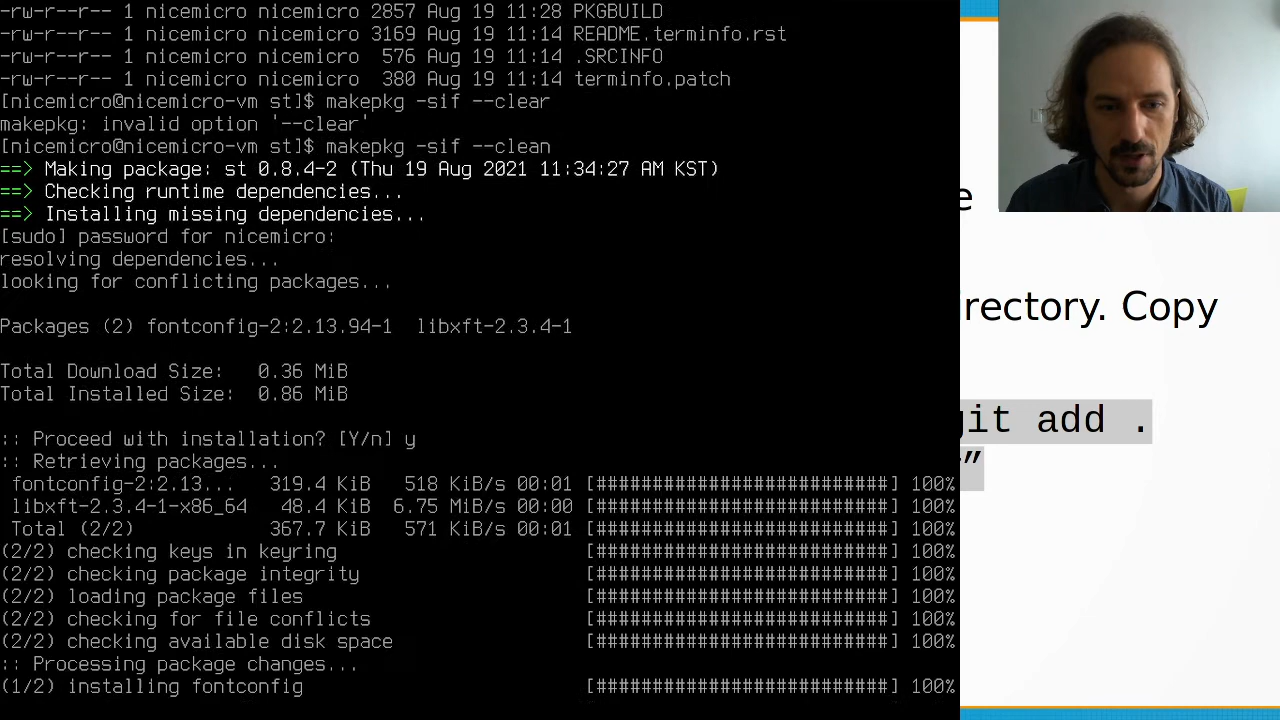 -rw-r--r-- 1 nicemicro nicemicro 2857 Aug 19 11:28 PKGBUILD
-rw-r--r-- 1 nicemicro nicemicro 3169 Aug 19 11:14 README.terminfo.rst
-rw-r--r-- 1 nicemicro nicemicro  576 Aug 19 11:14 .SRCINFO
-rw-r--r-- 1 nicemicro nicemicro  380 Aug 19 11:14 terminfo.patch
[nicemicro@nicemicro-vm st]$ makepkg -sif --clear
makepkg: invalid option '--clear'
[nicemicro@nicemicro-vm st]$ makepkg -sif --clean
==> Making package: st 0.8.4-2 (Thu 19 Aug 2021 11:34:27 AM KST)
==> Checking runtime dependencies...
==> Installing missing dependencies...
[sudo] password for nicemicro:
resolving dependencies...
looking for conflicting packages...
Packages (2) fontconfig-2:2.13.94-1  libxft-2.3.4-1
Total Download Size:   0.36 MiB
Total Installed Size:  0.86 MiB
:: Proceed with installation? [Y/n] y
:: Retrieving packages...
fontconfig-2:2.13...   319.4 KiB   518 KiB/s 00:01 [##########################] 100%
libxft-2.3.4-1-x86_64   48.4 KiB  6.75 MiB/s 00:00 [##########################] 100%
Total (2/2)            367.7 KiB   571 KiB/s 00:01 [##########################] 100%
(2/2) checking keys in keyring [##########################] 100%
(2/2) checking package integrity [##########################] 100%
(2/2) loading package files [##########################] 100%
(2/2) checking for file conflicts [##########################] 100%
(2/2) checking available disk space [##########################] 100%
:: Processing package changes...
(1/2) installing fontconfig [##########################] 100%
e
irectory. Copy
git add .
”